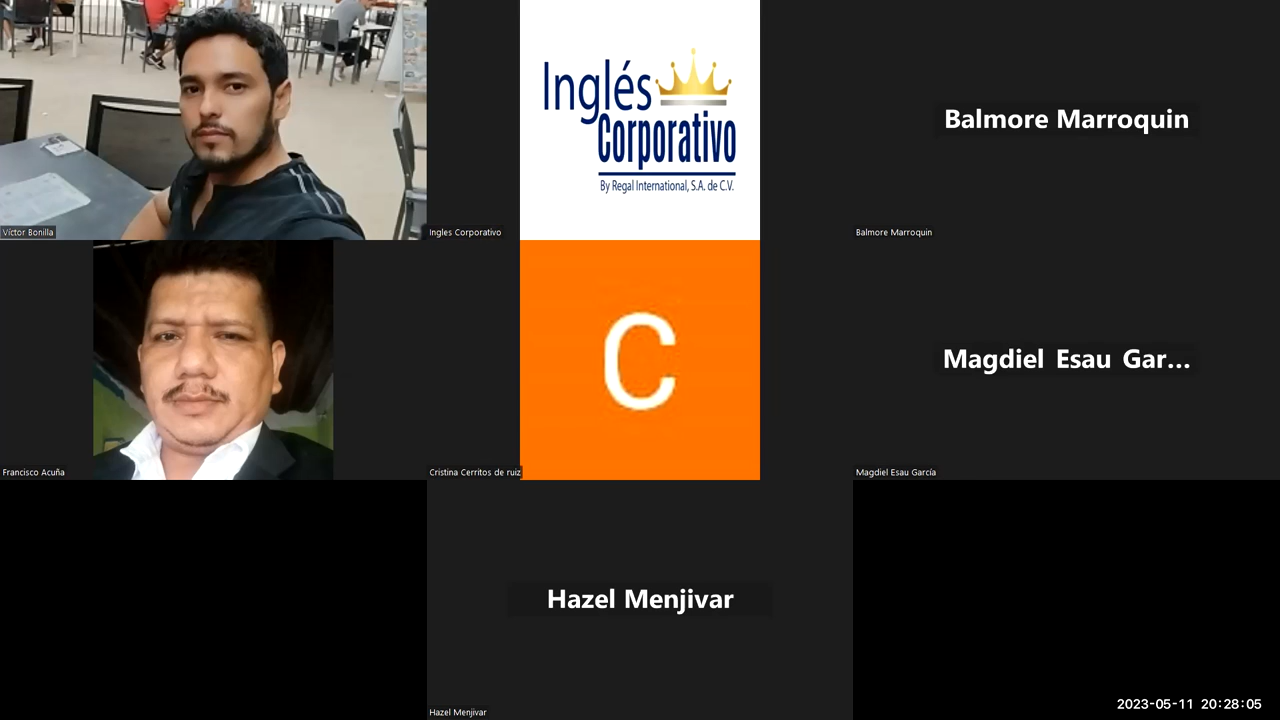 Inglés
Corporativo
By Regal International, S.A. de C.V.
Balmore Marroquin
Víctor Bonilla
Ingles Corporativo
Balmore Marroquin
C
Magdiel Esau Gar...
Francisco Acuña
Cristina Cerritos de ruiz
Magdiel Esau García
Hazel Menjivar
Hazel Menjivar
2023-05-11 20:28:05